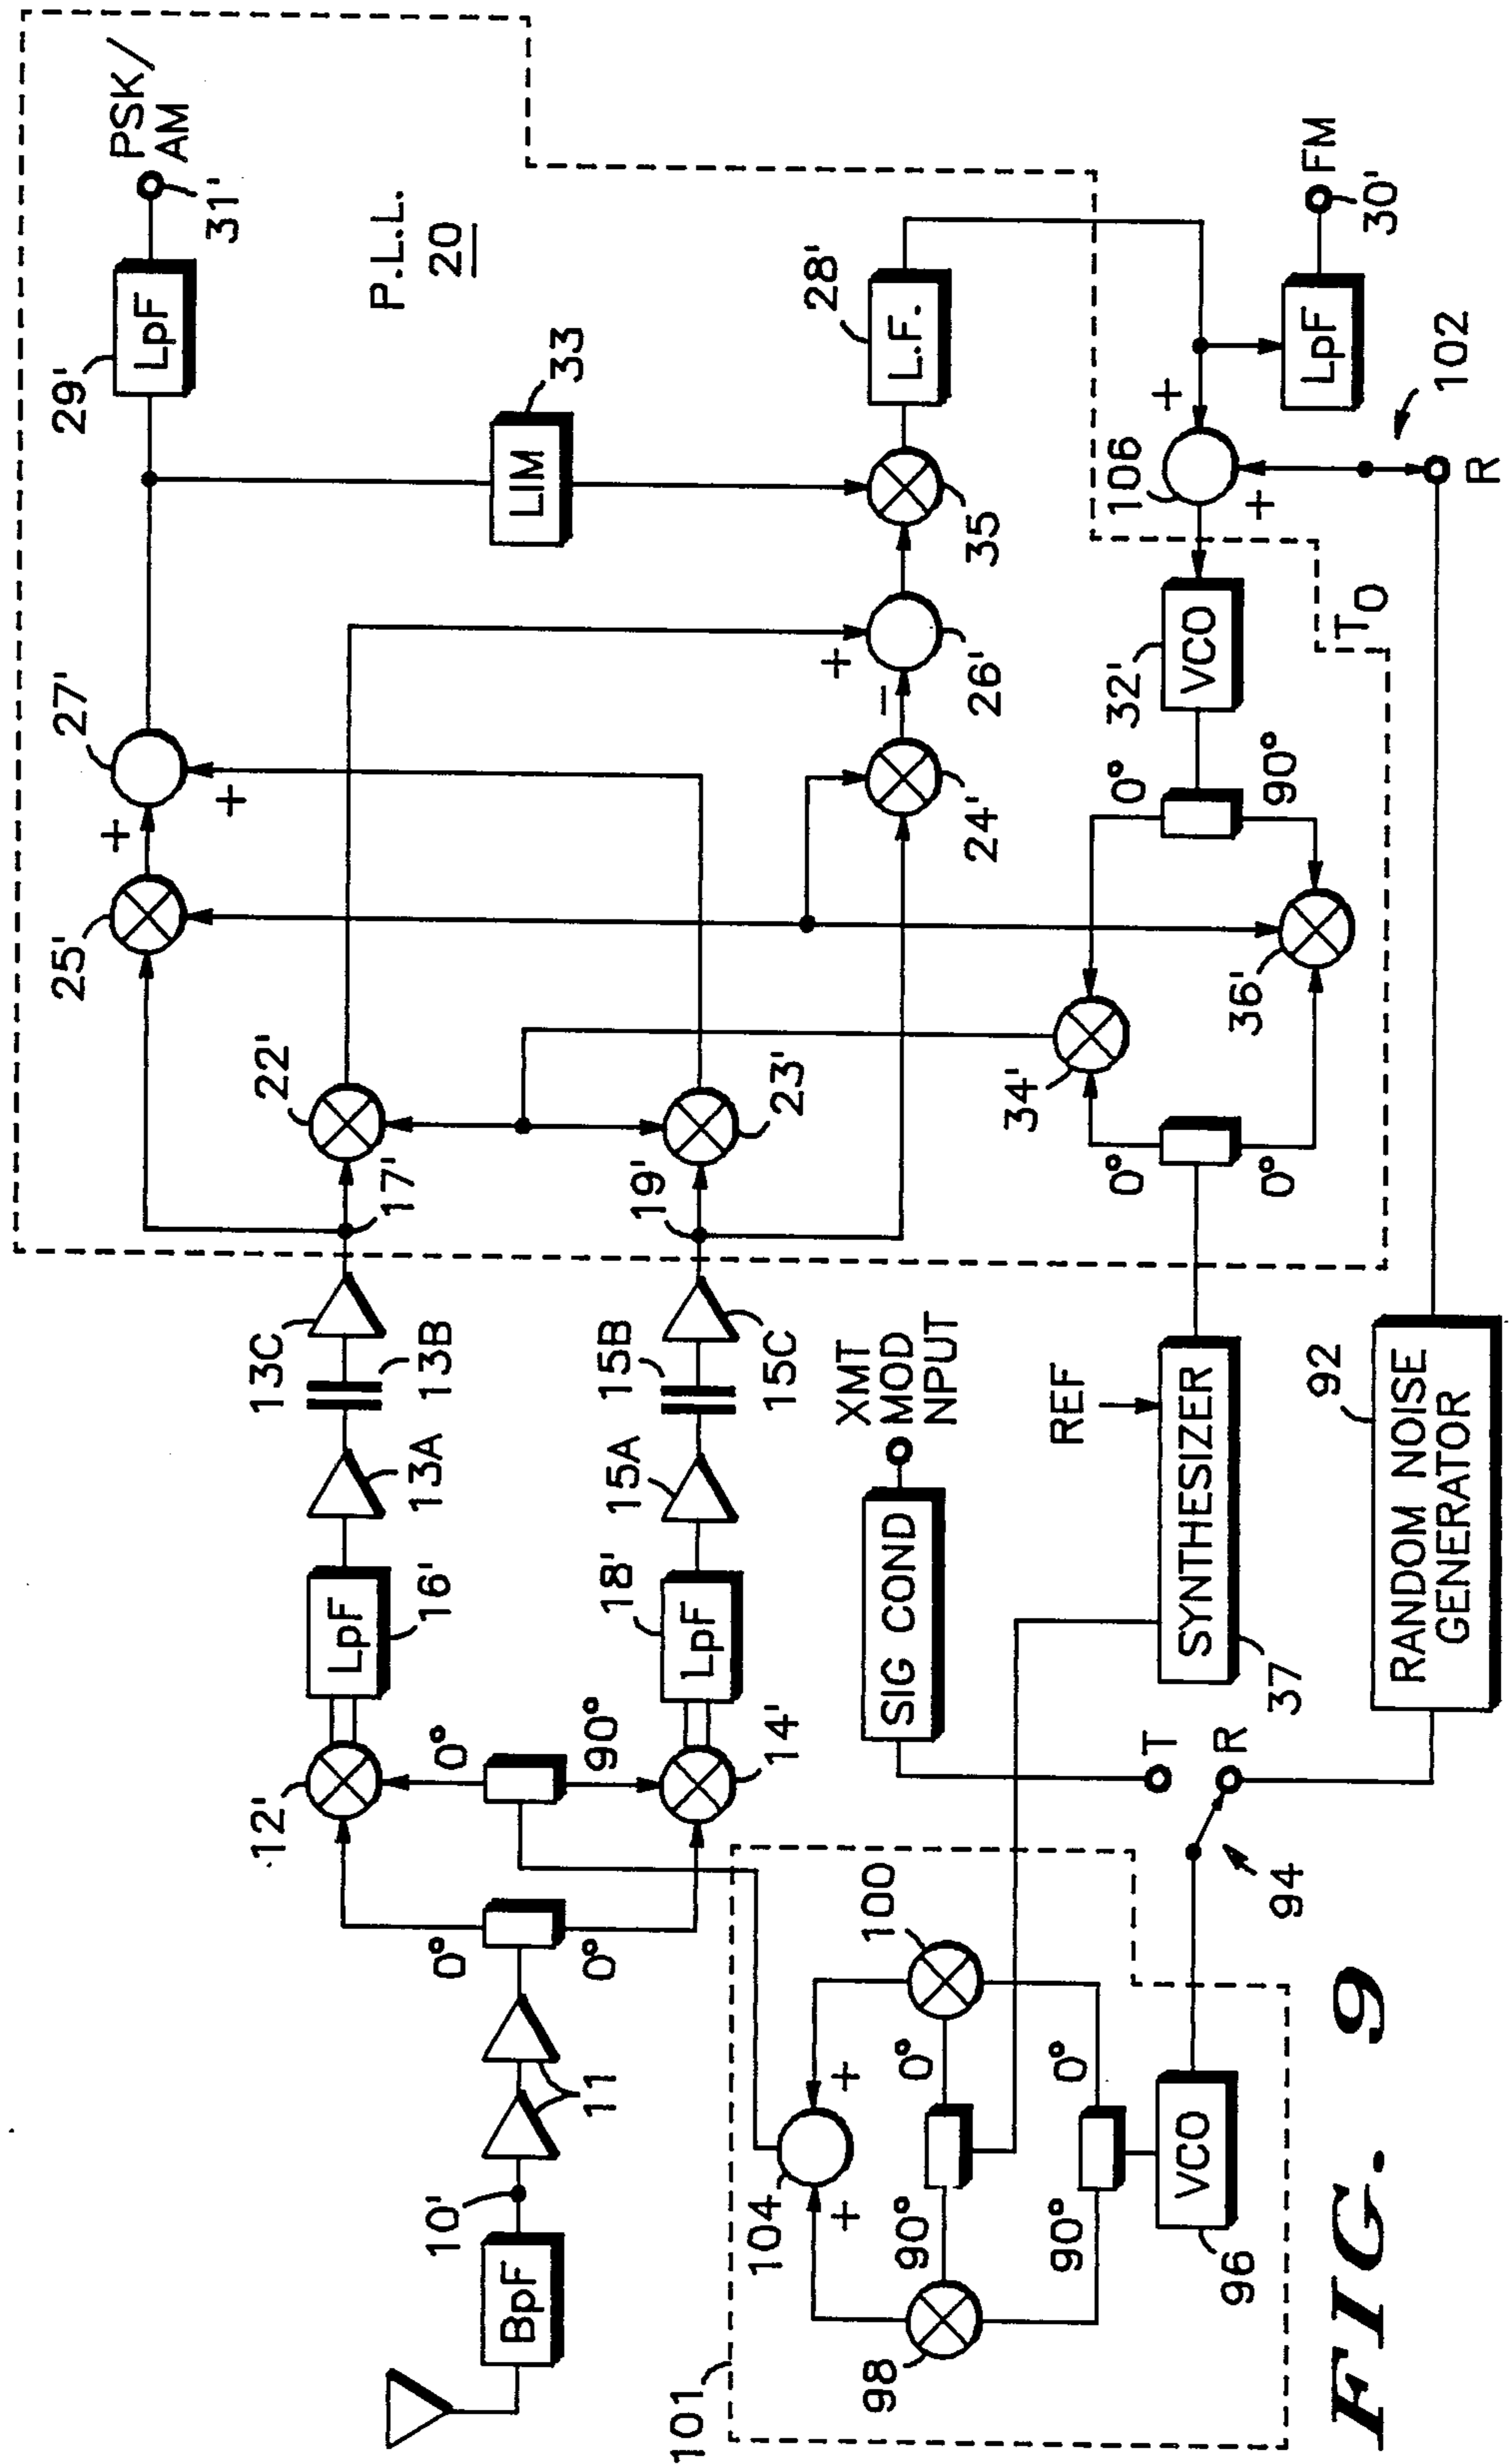 BpF
10'
11
0°
0°
12'
0°
90°
14'
LpF
16'
LpF
18'
13A
13B
13C
15A
15B
15C
17'
19'
22'
23'
25'
27'
+
+
29'
LpF
31'
PSK/
AM
P.L.L.
20
LIM
33
24'
26'
+
–
35
L.F.
28'
34'
36'
0°
0°
0°
90°
VCO
32'
TO
106
+
+
LpF
FM
30'
102
R
XMT
MOD
NPUT
SIG COND
REF
SYNTHESIZER
37
92
RANDOM NOISE
GENERATOR
T
R
94
101
104
+
+
98
100
90°
0°
90°
0°
VCO
96
FIG. 9